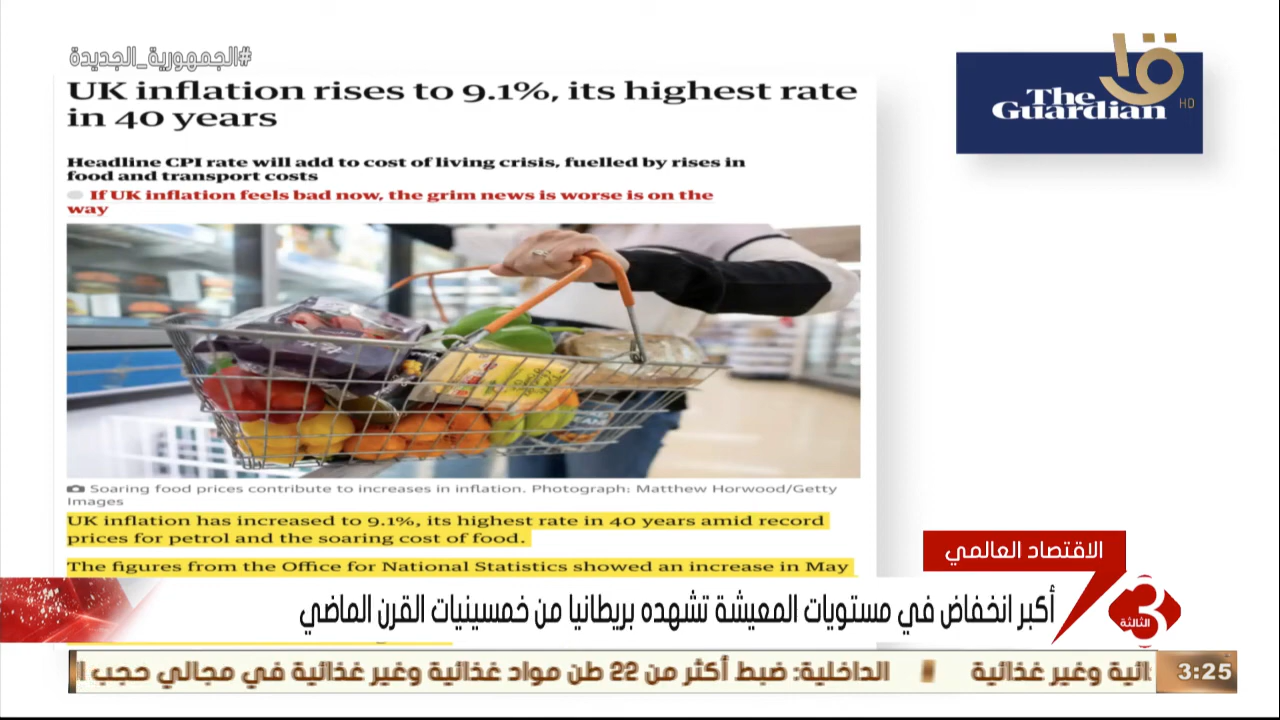 #الجمهورية_الجديدة
UK inflation rises to 9.1%, its highest rate
in 40 years
Headline CPI rate will add to cost of living crisis, fuelled by rises in
food and transport costs
If UK inflation feels bad now, the grim news is worse is on the
way
Soaring food prices contribute to increases in inflation. Photograph: Matthew Horwood/Getty
Images
UK inflation has increased to 9.1%, its highest rate in 40 years amid record
prices for petrol and the soaring cost of food.
The figures from the Office for National Statistics showed an increase in May
The
Guardian
HD
الاقتصاد العالمي
أكبر انخفاض في مستويات المعيشة تشهده بريطانيا من خمسينيات القرن الماضي
3
الثالثة
وغير غذائية
الداخلية: ضبط أكثر من 22 طن مواد غذائية وغير غذائية في مجالي حجب
3:25